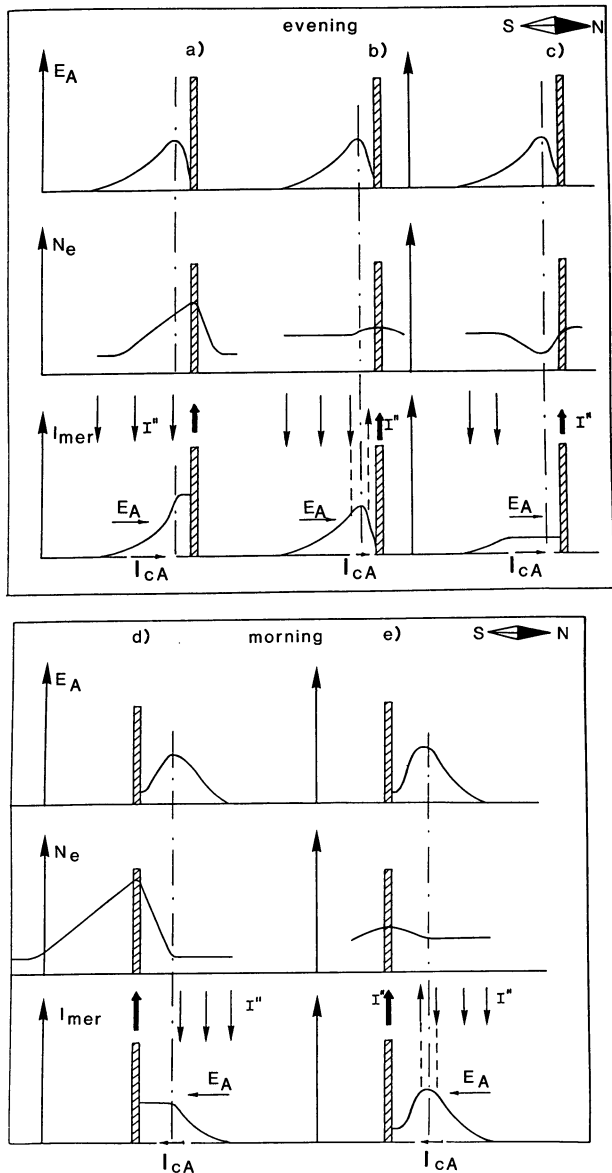 evening
S N
a) b) c)
E_A
N_e
I_mer I" I" I"
E_A E_A E_A
I_cA I_cA I_cA
d) morning e) S N
E_A
N_e
I_mer I" I" I"
E_A E_A
I_cA I_cA